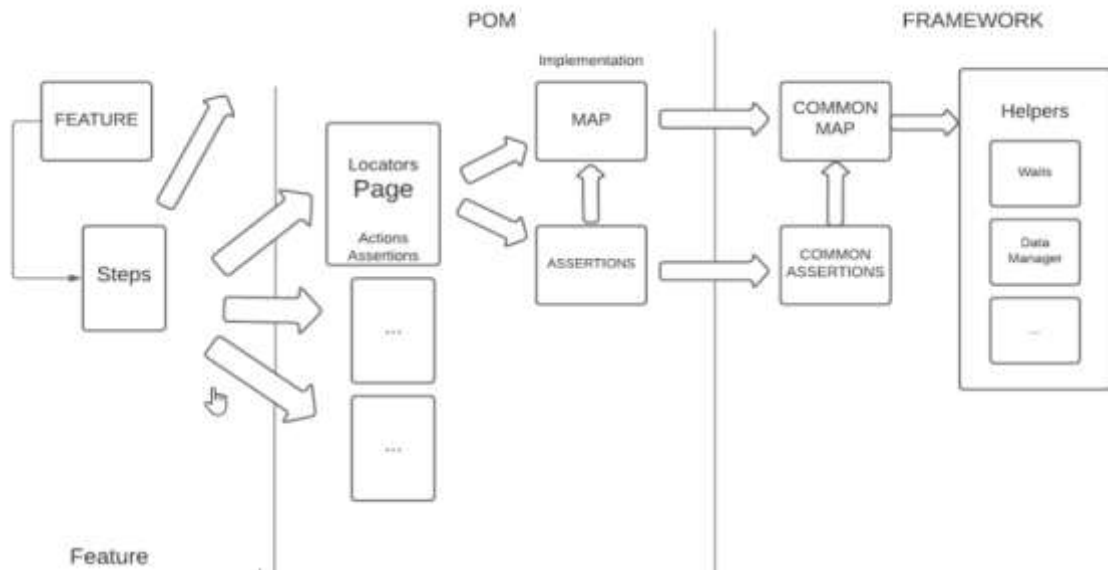 POM
FRAMEWORK
FEATURE
Steps
Locators
Page
Actions
Assertions
...
...
Implementation
MAP
ASSERTIONS
COMMON
MAP
COMMON
ASSERTIONS
Helpers
Data
Manager
...
Feature